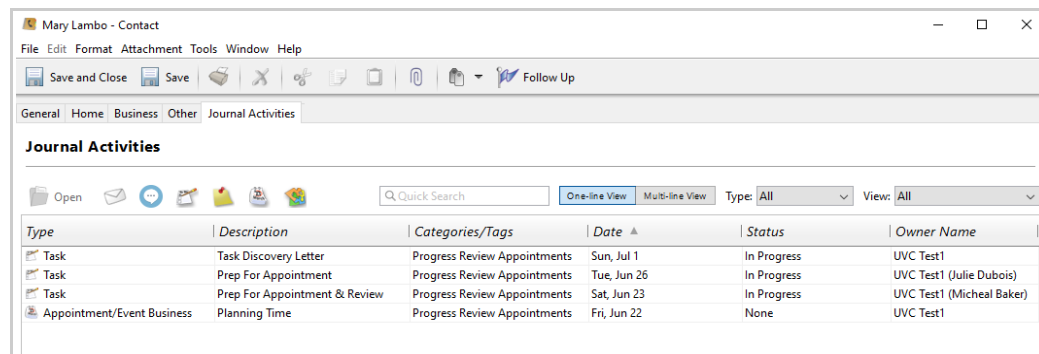 Mary Lambo - Contact
File Edit Format Attachment Tools Window Help
Save and Close Save Follow Up
General Home Business Other Journal Activities
Journal Activities
Open Quick Search One-line View Multi-line View Type: All View: All
Type Description Categories/Tags Date Status Owner Name
Task Task Discovery Letter Progress Review Appointments Sun, Jul 1 In Progress UVC Test1
Task Prep For Appointment Progress Review Appointments Tue, Jun 26 In Progress UVC Test1 (Julie Dubois)
Task Prep For Appointment & Review Progress Review Appointments Sat, Jun 23 In Progress UVC Test1 (Micheal Baker)
Appointment/Event Business Planning Time Progress Review Appointments Fri, Jun 22 None UVC Test1